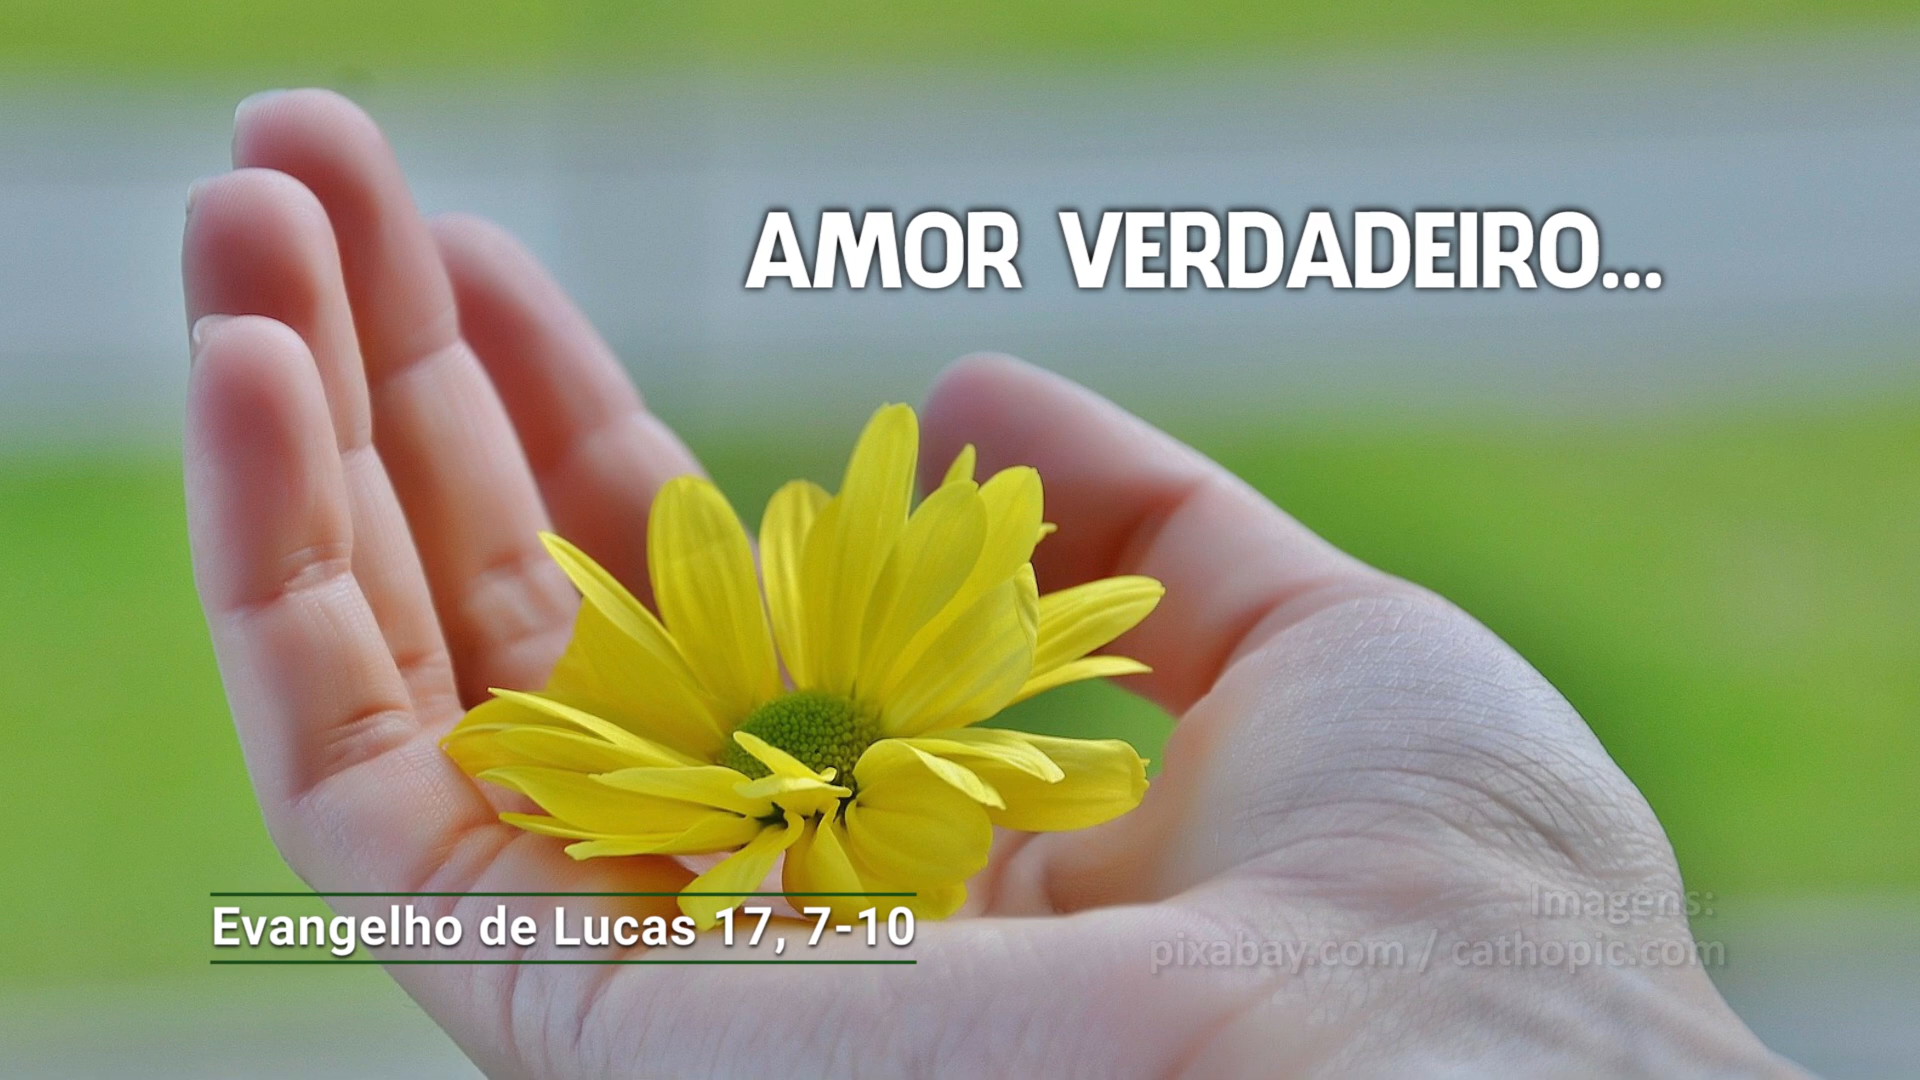 AMOR VERDADEIRO...
Evangelho de Lucas 17, 7-10
Imagens:
pixabay.com / cathopic.com